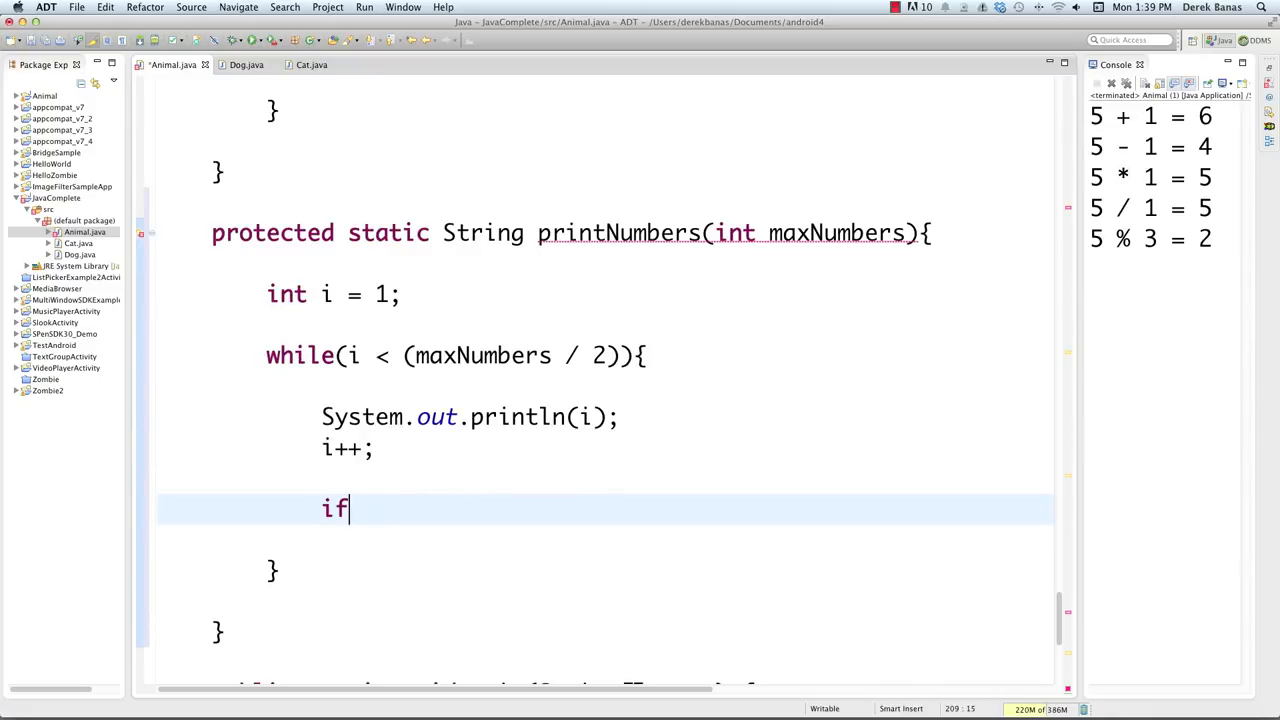 ADT File Edit Refactor Source Navigate Search Project Run Window Help
10 Mon 1:39 PM Derek Banas
Java – JavaComplete/src/Animal.java – ADT – /Users/derekbanas/Documents/android4
Quick Access Java DDMS
Package Exp
*Animal.java Dog.java Cat.java
Console
<terminated> Animal (1) [Java Application] /S
Animal
appcompat_v7
appcompat_v7_2
appcompat_v7_3
appcompat_v7_4
BridgeSample
HelloWorld
HelloZombie
ImageFilterSampleApp
JavaComplete
src
(default package)
Animal.java
Cat.java
Dog.java
JRE System Library [Ja
ListPickerExample2Activi
MediaBrowser
MultiWindowSDKExample
MusicPlayerActivity
SlookActivity
SPenSDK30_Demo
TestAndroid
TextGroupActivity
VideoPlayerActivity
Zombie
Zombie2
}
}
protected static String printNumbers(int maxNumbers){
int i = 1;
while(i < (maxNumbers / 2)){
System.out.println(i);
i++;
if
}
}
5 + 1 = 6
5 - 1 = 4
5 * 1 = 5
5 / 1 = 5
5 % 3 = 2
Writable Smart Insert 209 : 15 220M of 386M